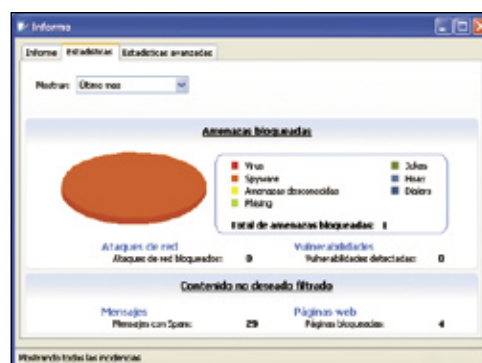 Informe
Informe Estadísticas Estadísticas avanzadas
Mostrar: Último mes
Amenazas bloqueadas
Virus
Spyware
Amenazas desconocidas
Phising
Jokes
Hoax
Dialers
Total de amenazas bloqueadas: 1
Ataques de red
Ataques de red bloqueados: 0
Vulnerabilidades
Vulnerabilidades detectadas: 0
Contenido no deseado filtrado
Mensajes
Mensajes con Spam: 29
Páginas web
Páginas bloqueadas: 4
Mostrando todas las incidencias